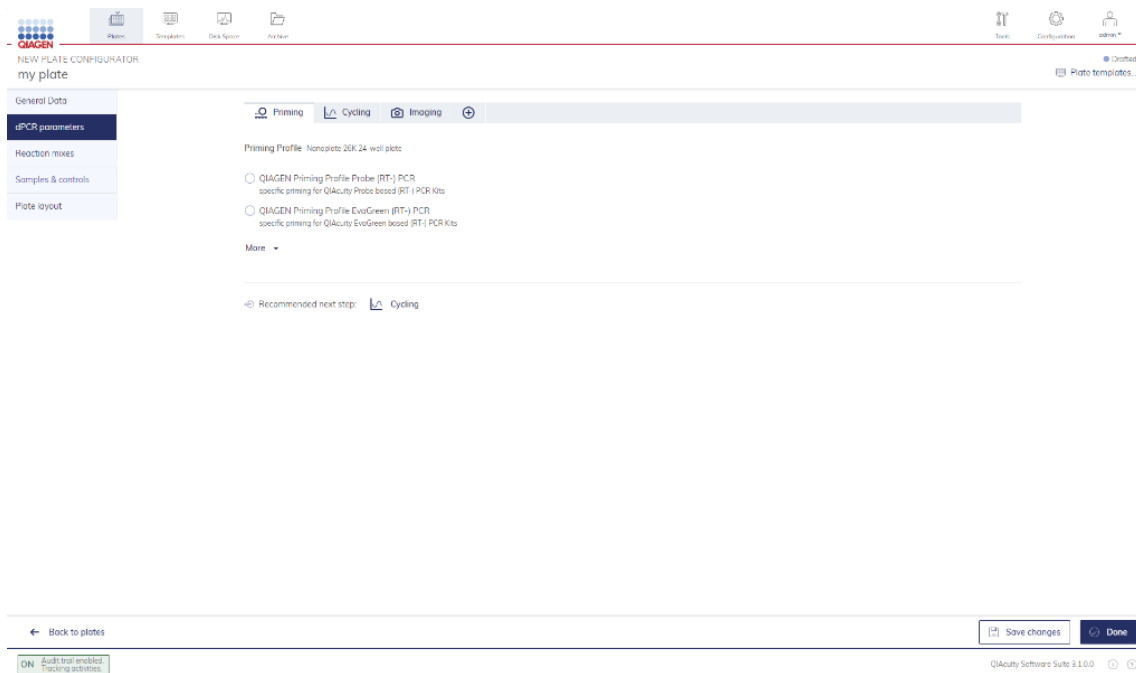 Plates
Templates
Disk Space
Archive
Tools
Configuration
admin
QIAGEN
NEW PLATE CONFIGURATOR
my plate
Drafted
Plate templates...
General Data
dPCR parameters
Reaction mixes
Samples & controls
Plate layout
Priming
Cycling
Imaging
Priming Profile Nanoplate 26K 24-well plate
QIAGEN Priming Profile Probe (RT-) PCR
specific priming for QIAcuity Probe based (RT-) PCR Kits
QIAGEN Priming Profile EvaGreen (RT-) PCR
specific priming for QIAcuity EvaGreen based (RT-) PCR Kits
More
Recommended next step: Cycling
Back to plates
Save changes
Done
ON
Audit trail enabled.
Tracking activities.
QIAcuity Software Suite 3.1.0.0